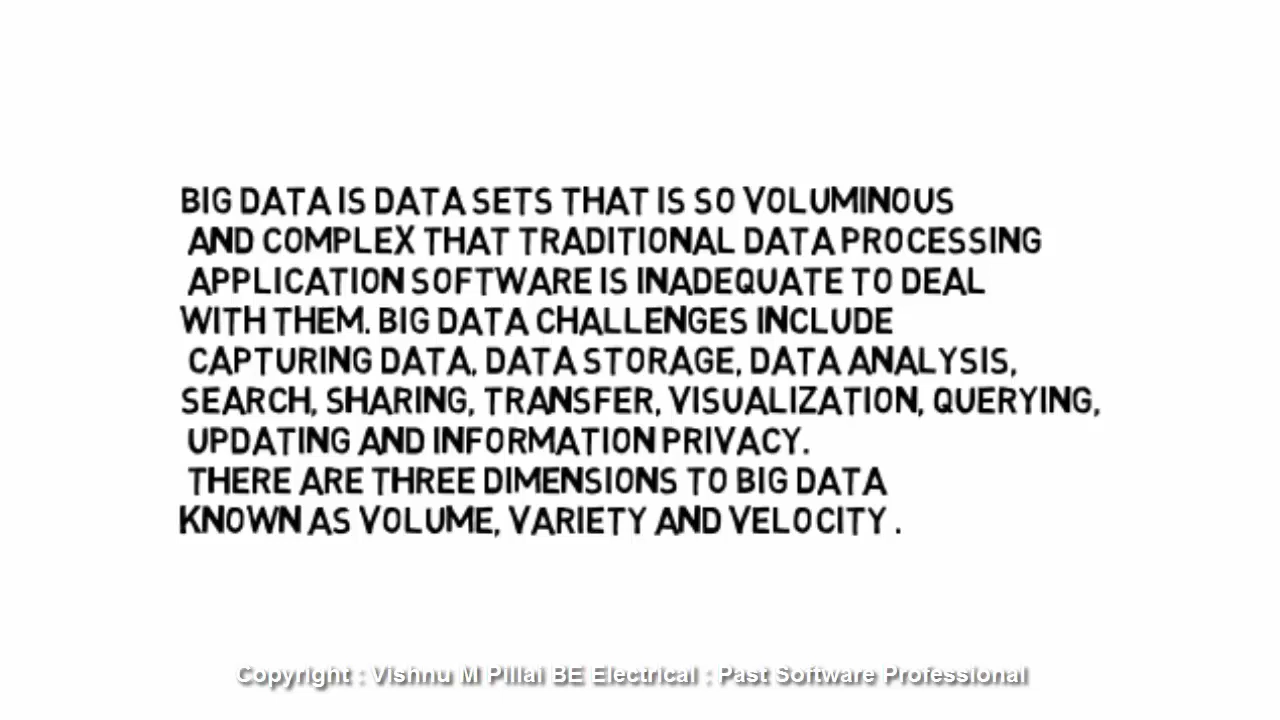 BIG DATA IS DATA SETS THAT IS SO VOLUMINOUS
AND COMPLEX THAT TRADITIONAL DATA PROCESSING
APPLICATION SOFTWARE IS INADEQUATE TO DEAL
WITH THEM. BIG DATA CHALLENGES INCLUDE
CAPTURING DATA, DATA STORAGE, DATA ANALYSIS,
SEARCH, SHARING, TRANSFER, VISUALIZATION, QUERYING,
UPDATING AND INFORMATION PRIVACY.
THERE ARE THREE DIMENSIONS TO BIG DATA
KNOWN AS VOLUME, VARIETY AND VELOCITY .
Copyright : Vishnu M Pillai BE Electrical : Past Software Professional